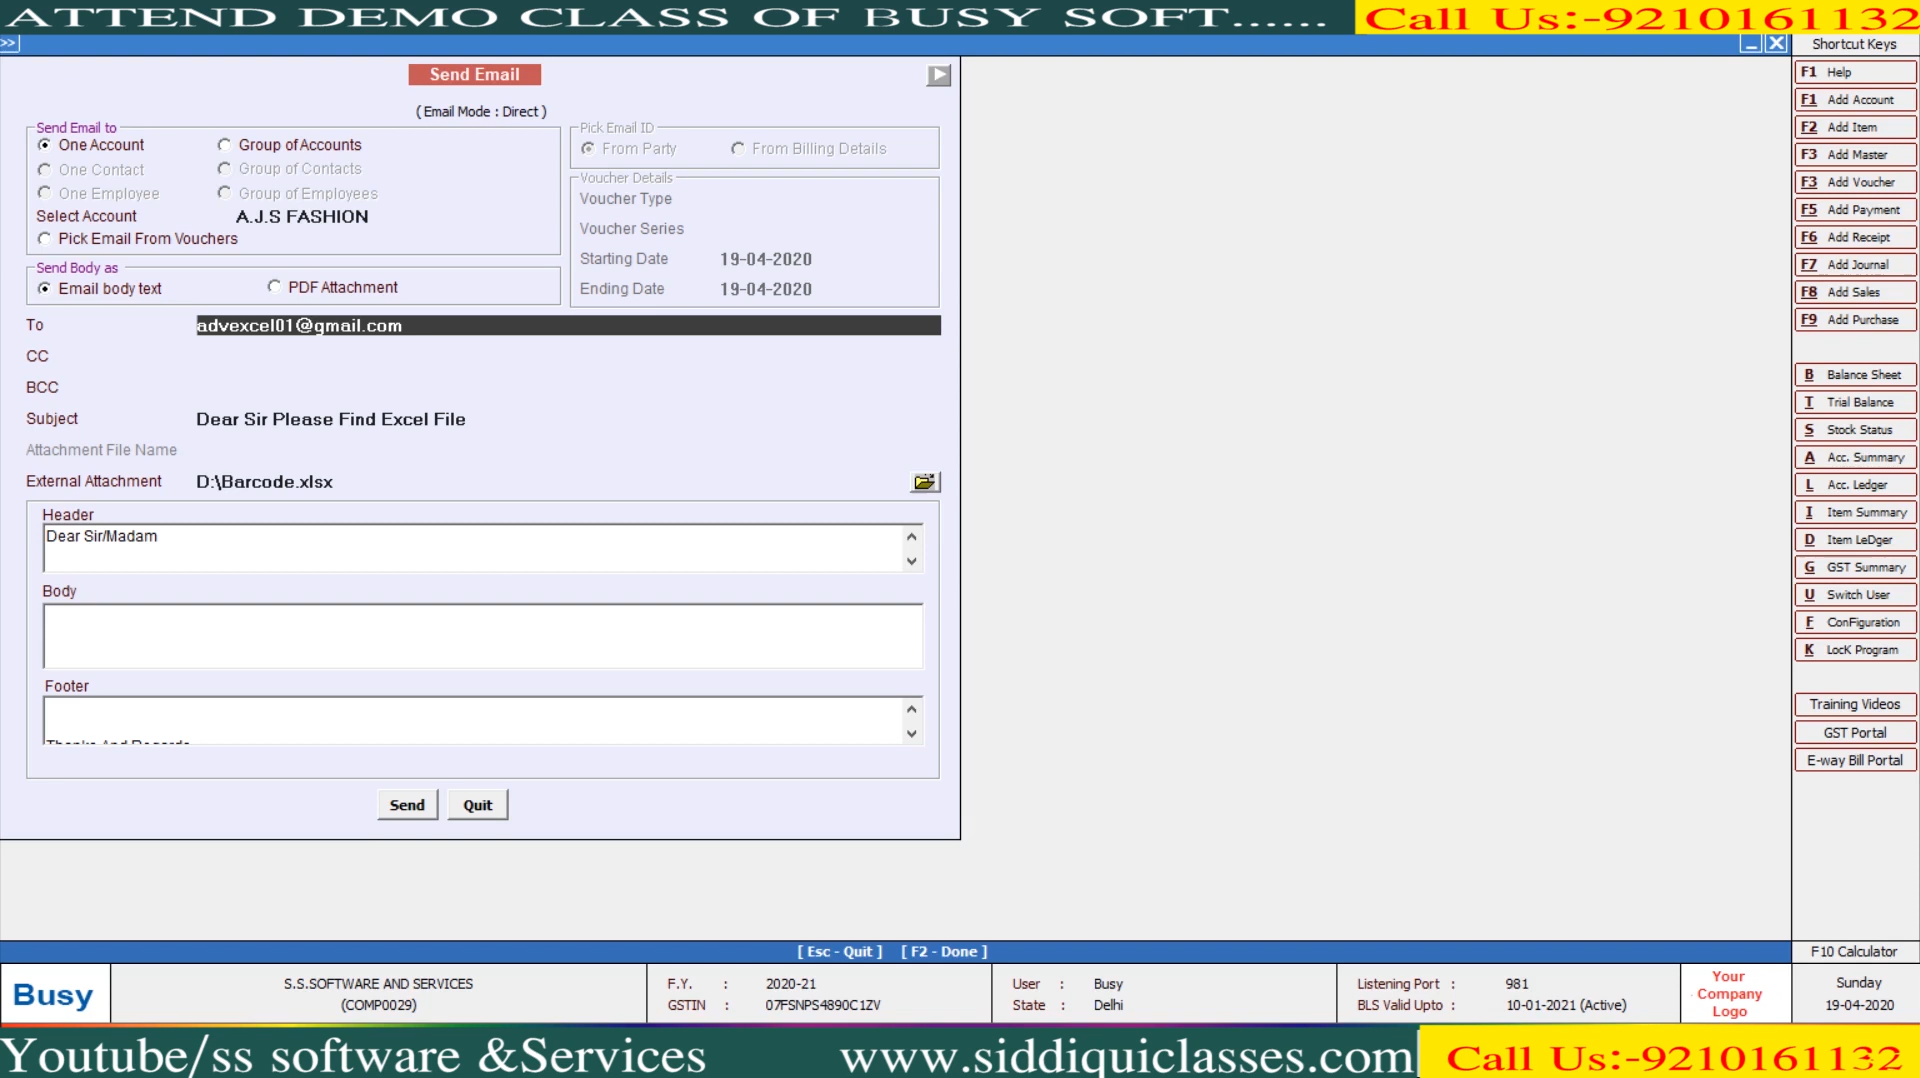 ATTEND DEMO CLASS OF BUSY SOFT......
Call Us:-9210161132
>>
Shortcut Keys
Send Email
( Email Mode : Direct )
Send Email to
One Account
Group of Accounts
One Contact
Group of Contacts
One Employee
Group of Employees
Select Account
A.J.S FASHION
Pick Email From Vouchers
Pick Email ID
From Party
From Billing Details
Voucher Details
Voucher Type
Voucher Series
Starting Date 19-04-2020
Ending Date 19-04-2020
Send Body as
Email body text
PDF Attachment
To advexcel01@gmail.com
CC
BCC
Subject Dear Sir Please Find Excel File
Attachment File Name
External Attachment D:\Barcode.xlsx
Header
Dear Sir/Madam
Body
Footer
Thanks And Regards
Send
Quit
F1 Help
F1 Add Account
F2 Add Item
F3 Add Master
F3 Add Voucher
F5 Add Payment
F6 Add Receipt
F7 Add Journal
F8 Add Sales
F9 Add Purchase
B Balance Sheet
T Trial Balance
S Stock Status
A Acc. Summary
L Acc. Ledger
I Item Summary
D Item LeDger
G GST Summary
U Switch User
F ConFiguration
K LocK Program
Training Videos
GST Portal
E-way Bill Portal
[ Esc - Quit ] [ F2 - Done ]
F10 Calculator
Busy
S.S.SOFTWARE AND SERVICES
(COMP0029)
F.Y. : 2020-21
GSTIN : 07FSNPS4890C1ZV
User : Busy
State : Delhi
Listening Port : 981
BLS Valid Upto : 10-01-2021 (Active)
Your
Company
Logo
Sunday
19-04-2020
Youtube/ss software &Services
www.siddiquiclasses.com
Call Us:-9210161132